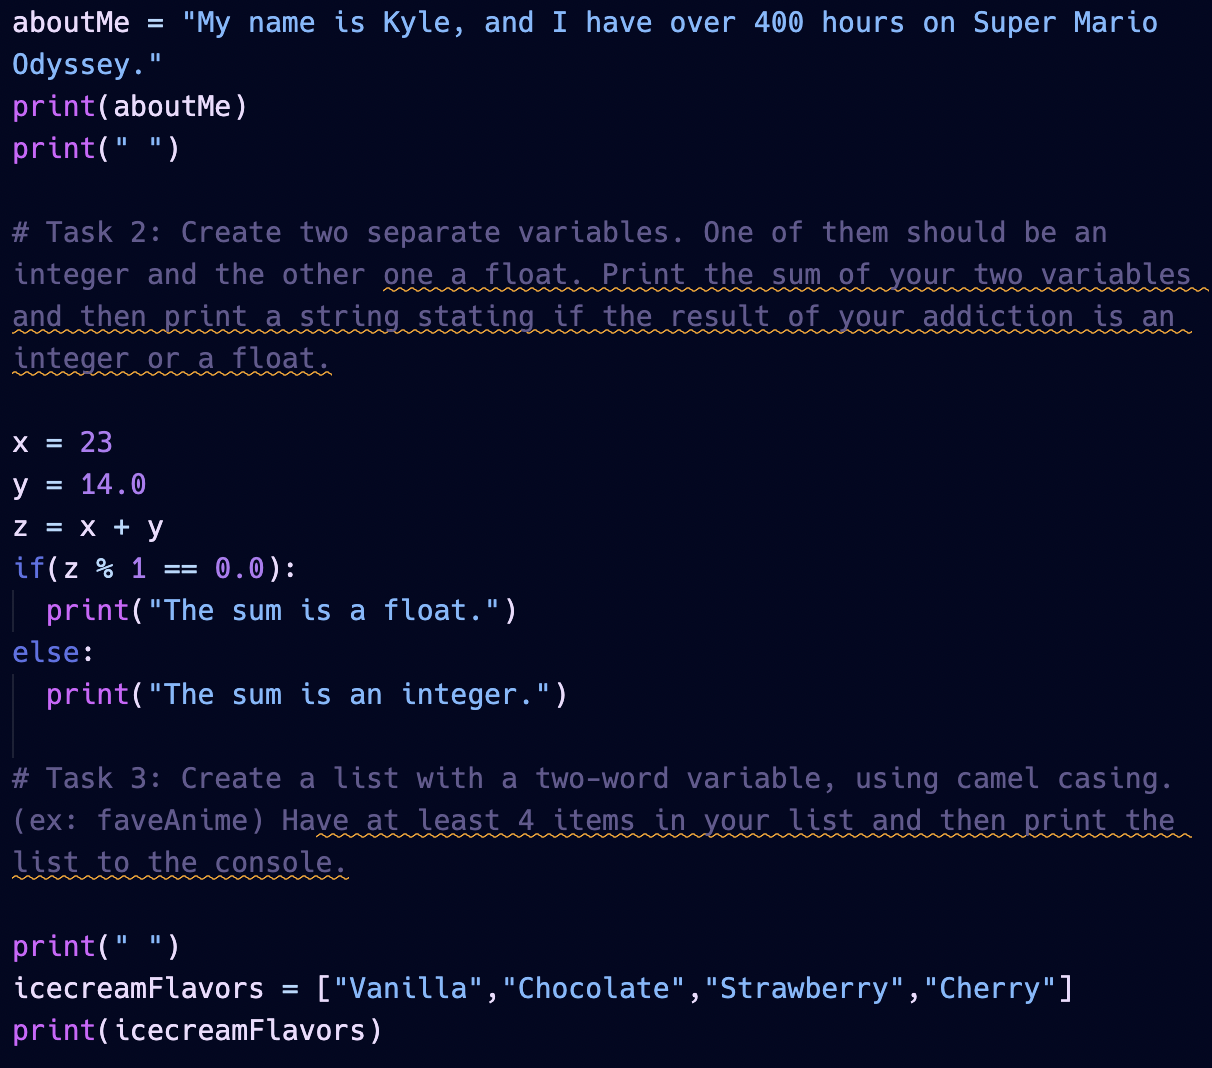 aboutMe = "My name is Kyle, and I have over 400 hours on Super Mario
Odyssey."
print(aboutMe)
print(" ")
# Task 2: Create two separate variables. One of them should be an
integer and the other one a float. Print the sum of your two variables
and then print a string stating if the result of your addiction is an
integer or a float.
x = 23
y = 14.0
z = x + y
if(z % 1 == 0.0):
  print("The sum is a float.")
else:
  print("The sum is an integer.")
# Task 3: Create a list with a two-word variable, using camel casing.
(ex: faveAnime) Have at least 4 items in your list and then print the
list to the console.
print(" ")
icecreamFlavors = ["Vanilla","Chocolate","Strawberry","Cherry"]
print(icecreamFlavors)